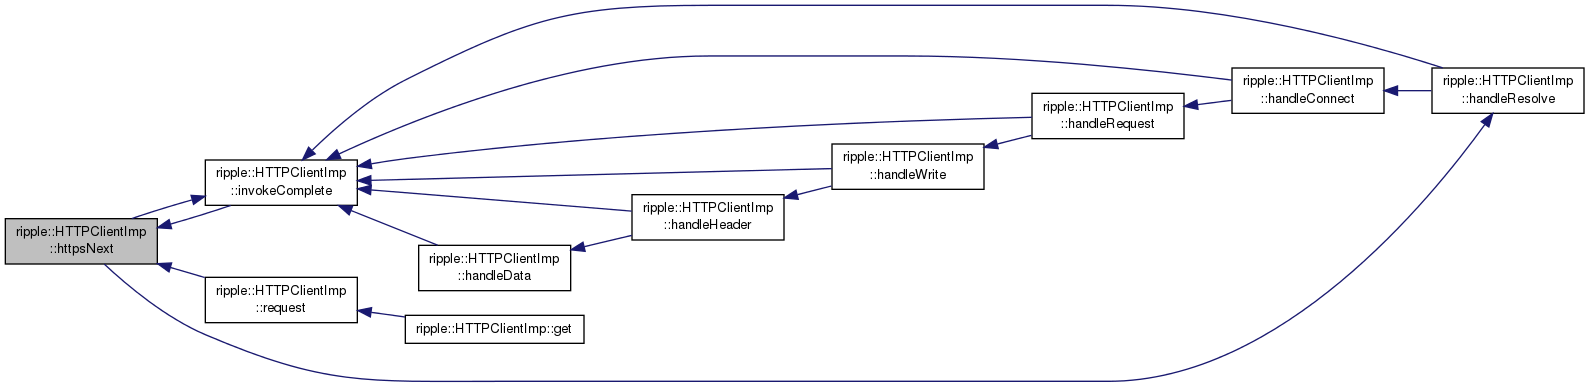 ripple::HTTPClientImp
::httpsNext
ripple::HTTPClientImp
::invokeComplete
ripple::HTTPClientImp
::request
ripple::HTTPClientImp
::handleData
ripple::HTTPClientImp::get
ripple::HTTPClientImp
::handleHeader
ripple::HTTPClientImp
::handleWrite
ripple::HTTPClientImp
::handleRequest
ripple::HTTPClientImp
::handleConnect
ripple::HTTPClientImp
::handleResolve